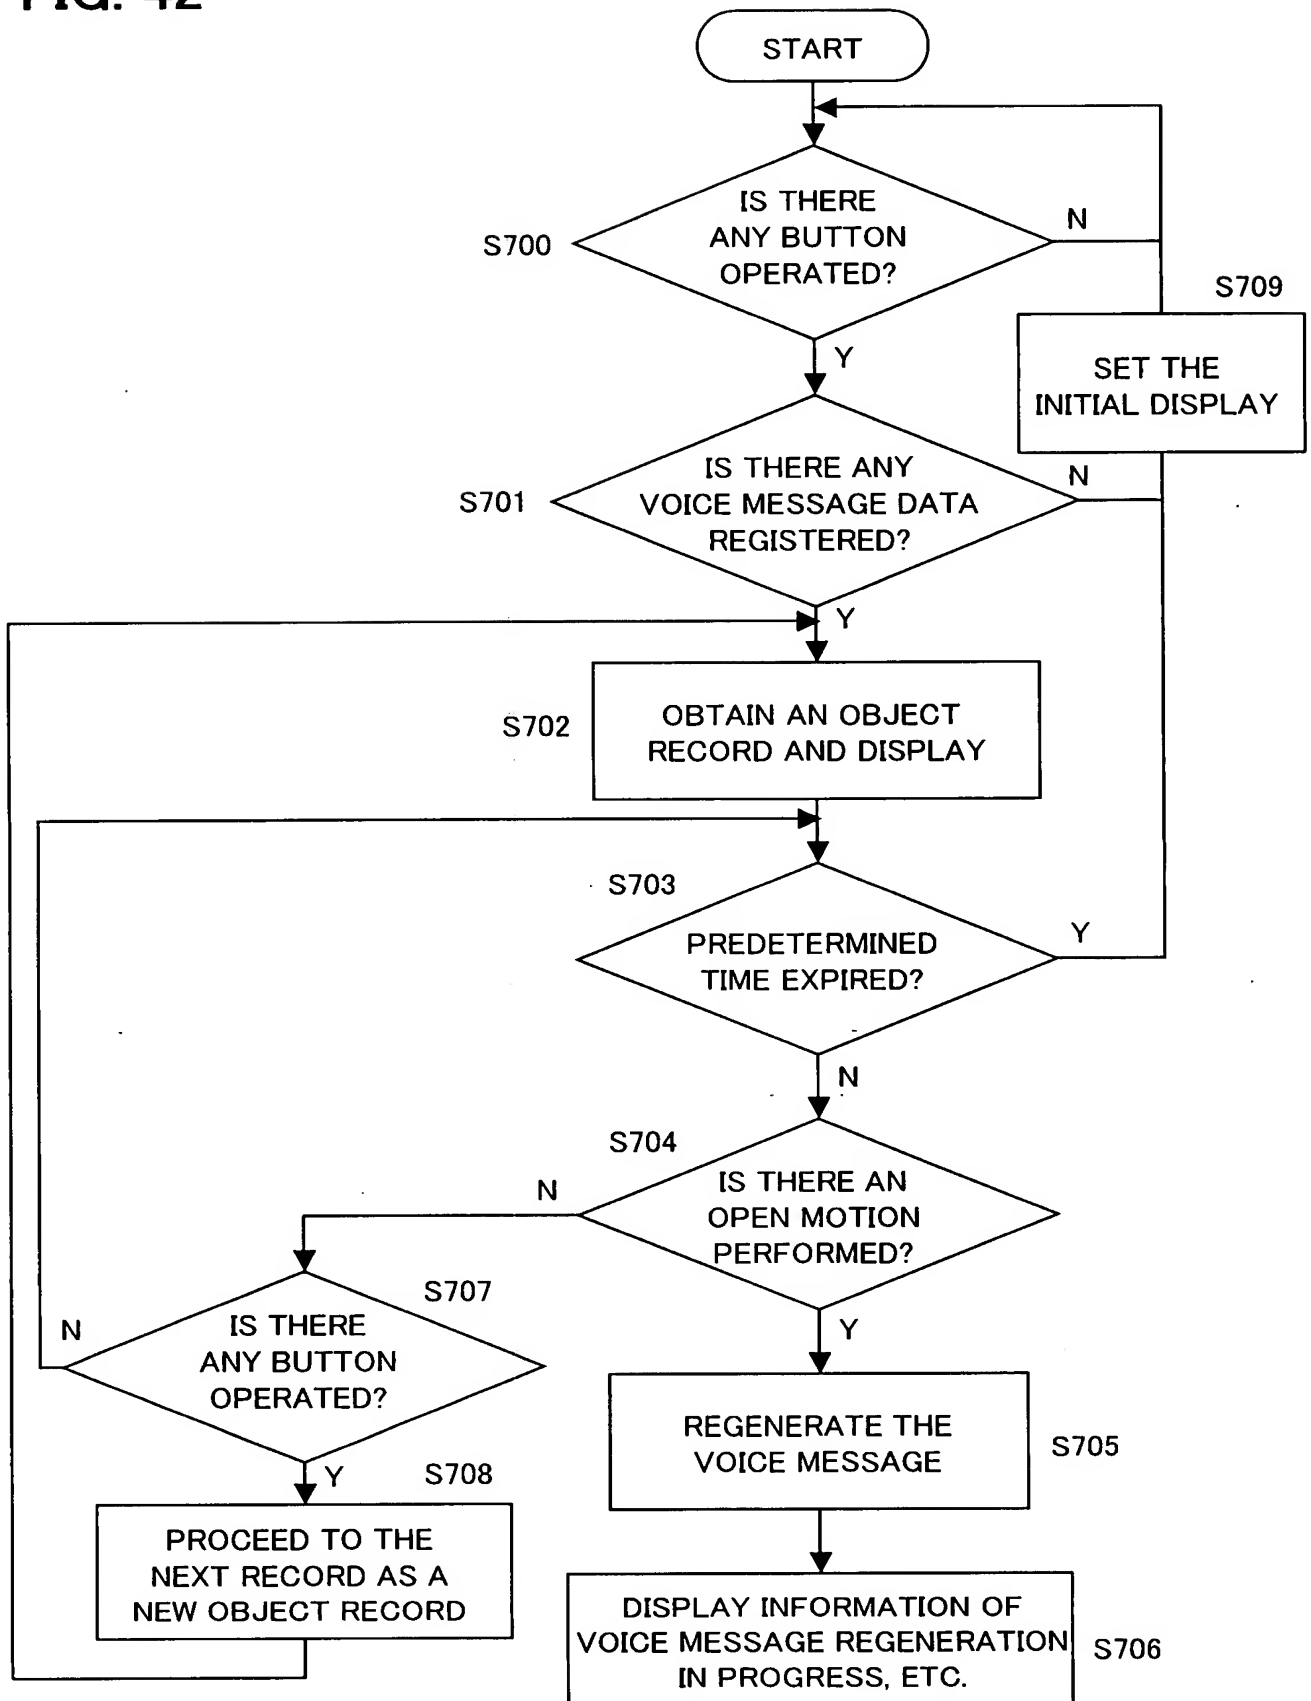 FIG. 42
START
IS THERE
ANY BUTTON
OPERATED?
S700
N
Y
S709
SET THE
INITIAL DISPLAY
IS THERE ANY
VOICE MESSAGE DATA
REGISTERED?
S701
N
Y
S702
OBTAIN AN OBJECT
RECORD AND DISPLAY
S703
PREDETERMINED
TIME EXPIRED?
Y
N
S704
IS THERE AN
OPEN MOTION
PERFORMED?
N
Y
S707
IS THERE
ANY BUTTON
OPERATED?
N
Y
REGENERATE THE
VOICE MESSAGE
S705
S708
PROCEED TO THE
NEXT RECORD AS A
NEW OBJECT RECORD
DISPLAY INFORMATION OF
VOICE MESSAGE REGENERATION
IN PROGRESS, ETC.
S706